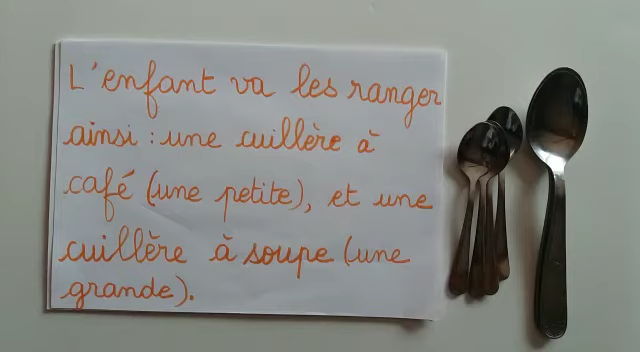 L'enfant va les ranger
ainsi : une cuillère à
café (une petite), et une
cuillère à soupe (une
grande).